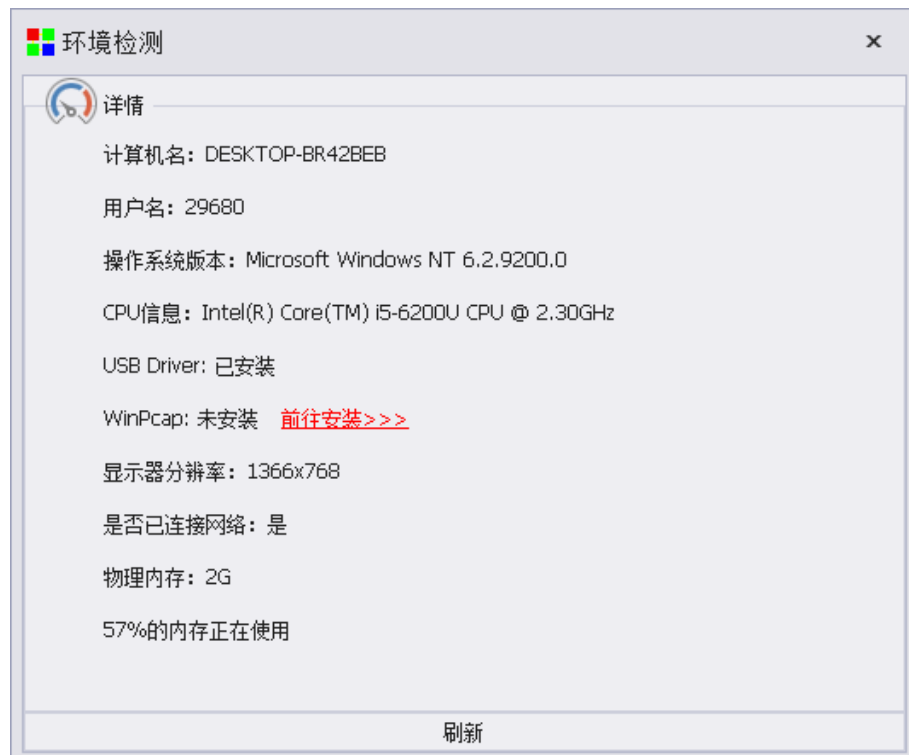 环境检测
×
详情
计算机名：DESKTOP-BR42BEB
用户名：29680
操作系统版本：Microsoft Windows NT 6.2.9200.0
CPU信息：Intel(R) Core(TM) i5-6200U CPU @ 2.30GHz
USB Driver: 已安装
WinPcap: 未安装 前往安装>>>
显示器分辨率：1366x768
是否已连接网络：是
物理内存：2G
57%的内存正在使用
刷新